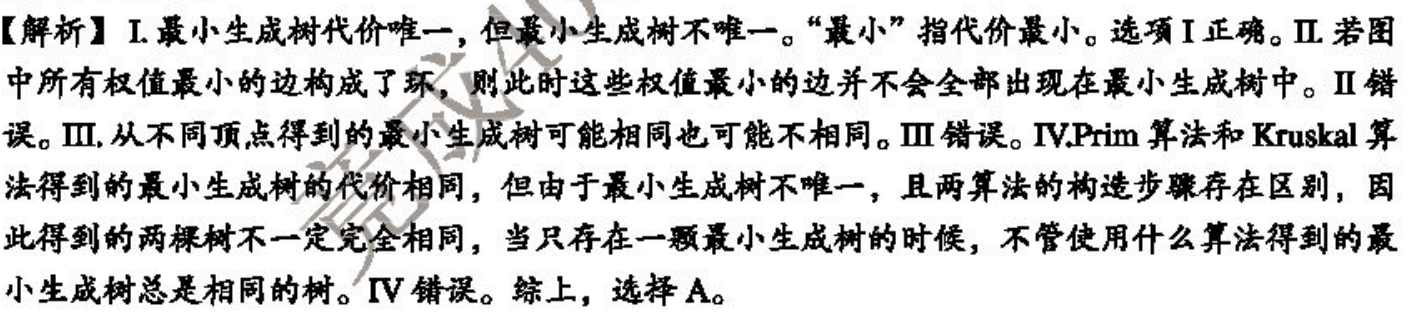 【解析】I.最小生成树代价唯一，但最小生成树不唯一。“最小”指代价最小。选项I正确。II.若图
中所有权值最小的边构成了环，则此时这些权值最小的边并不会全部出现在最小生成树中。II错
误。III.从不同顶点得到的最小生成树可能相同也可能不相同。III错误。IV.Prim 算法和 Kruskal 算
法得到的最小生成树的代价相同，但由于最小生成树不唯一，且两算法的构造步骤存在区别，因
此得到的两棵树不一定完全相同，当只存在一颗最小生成树的时候，不管使用什么算法得到的最
小生成树总是相同的树。IV错误。综上，选择 A。